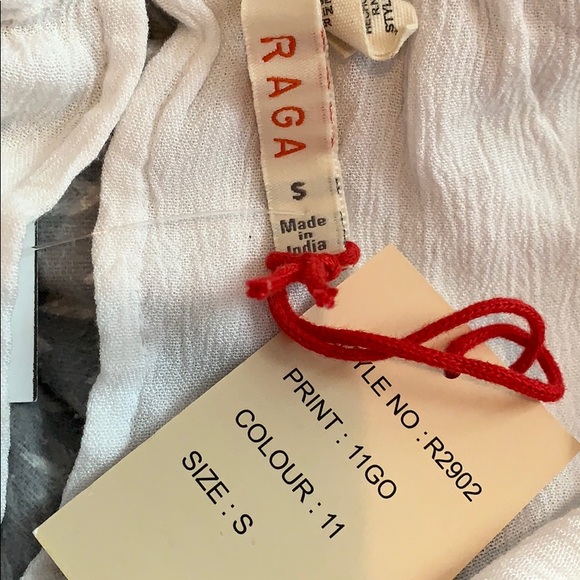 RAGA
S
Made
in
India
STYLE NO : R2902
PRINT : 11GO
COLOUR : 11
SIZE : S